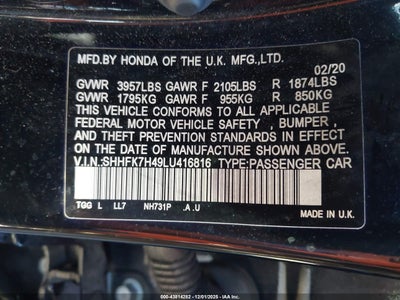 MFD.BY HONDA OF THE U.K. MFG.,LTD.
02/20
GVWR 3957LBS GAWR F 2105LBS R 1874LBS
GVWR 1795KG GAWR F 955KG R 850KG
THIS VEHICLE CONFORMS TO ALL APPLICABLE
FEDERAL MOTOR VEHICLE SAFETY , BUMPER ,
AND THEFT PREVENTION STANDARDS IN EFFECT
ON THE DATE OF MANUFACTURE SHOWN ABOVE.
V.I.N:SHHFK7H49LU416816 TYPE:PASSENGER CAR
TGG L LL7 NH731P .A .U MADE IN U.K.
000-43814282 - 12/01/2025 - IAA Inc.